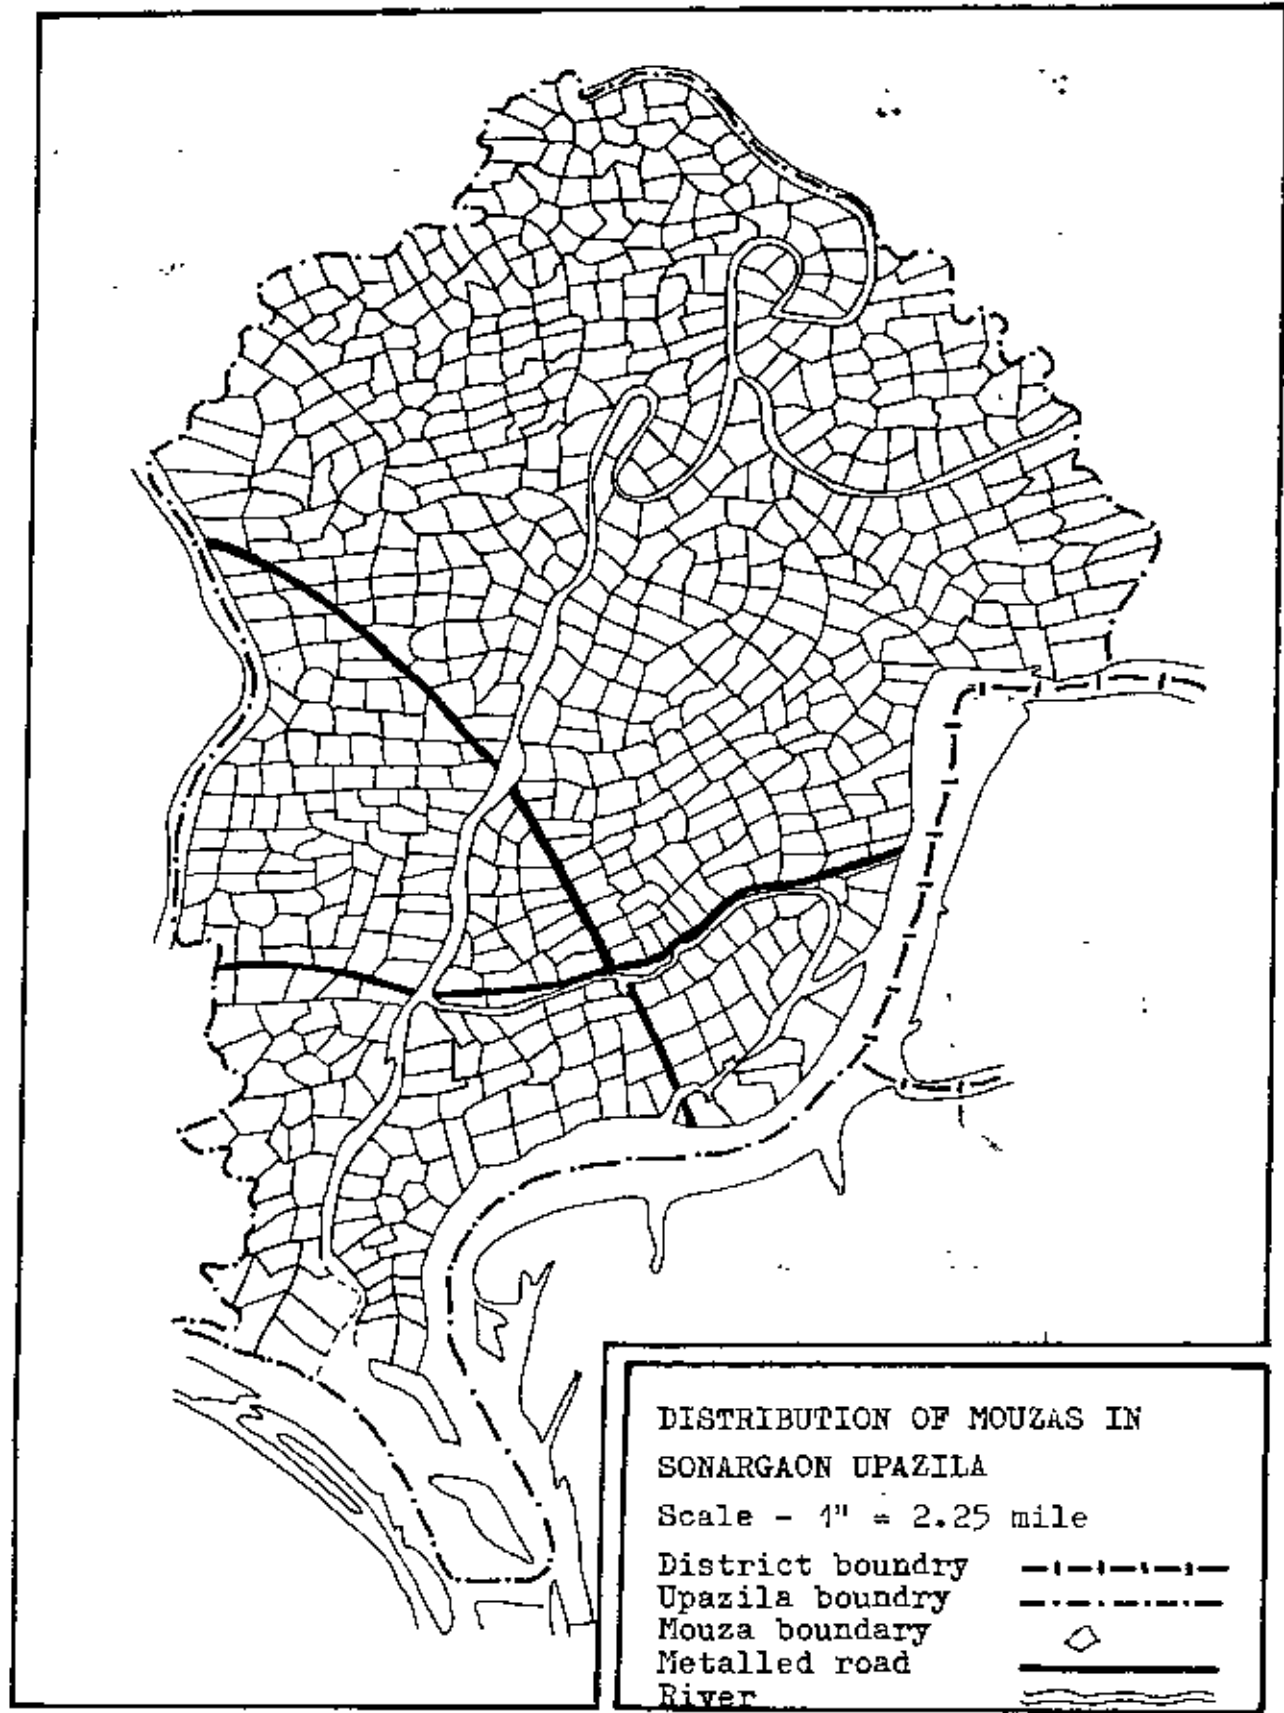 DISTRIBUTION OF MOUZAS IN
SONARGAON UPAZILA
Scale - 1" = 2.25 mile
District boundry
Upazila boundry
Mouza boundary
Metalled road
River